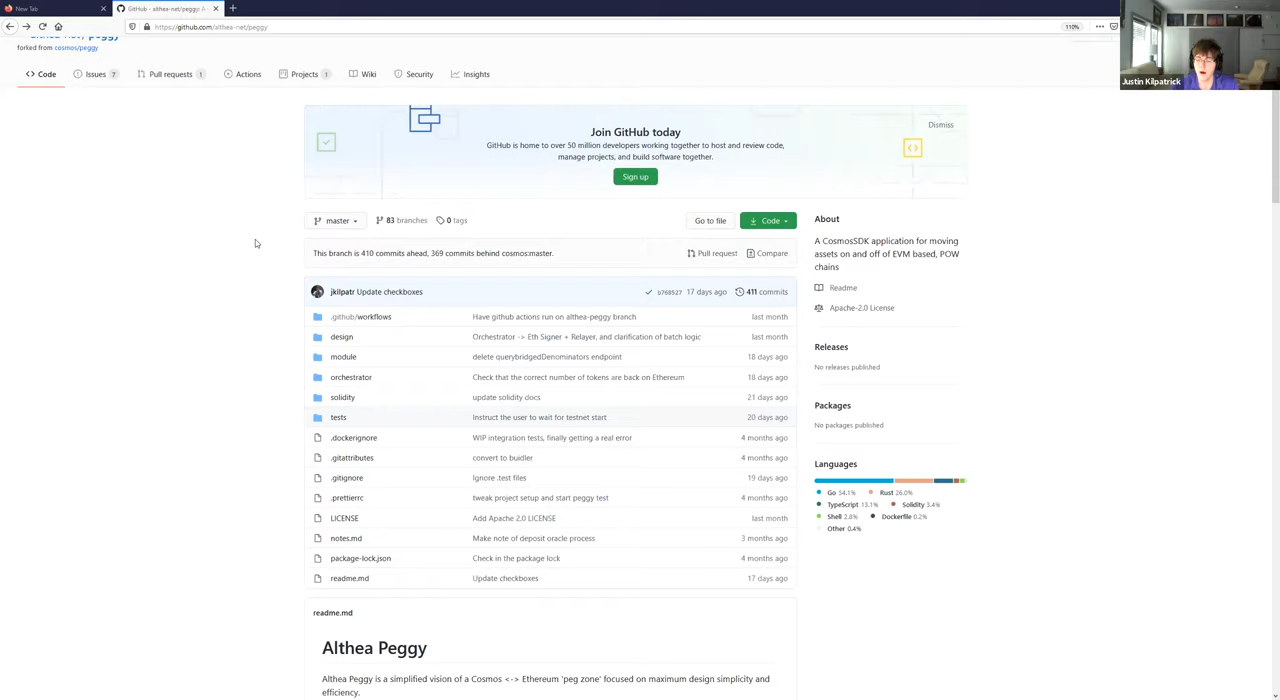 New Tab
GitHub - althea-net/peggy: A
https://github.com/althea-net/peggy
110%
Justin Kilpatrick
althea-net/peggy
forked from cosmos/peggy
Code
Issues 7
Pull requests 1
Actions
Projects 1
Wiki
Security
Insights
Join GitHub today
Dismiss
GitHub is home to over 50 million developers working together to host and review code,
manage projects, and build software together.
Sign up
master
83 branches
0 tags
Go to file
Code
This branch is 410 commits ahead, 369 commits behind cosmos:master.
Pull request
Compare
jkilpatr Update checkboxes
b768527 17 days ago
411 commits
.github/workflows Have github actions run on althea-peggy branch last month
design Orchestrator -> Eth Signer + Relayer, and clarification of batch logic last month
module delete querybridgedDenominators endpoint 18 days ago
orchestrator Check that the correct number of tokens are back on Ethereum 18 days ago
solidity update solidity docs 21 days ago
tests Instruct the user to wait for testnet start 20 days ago
.dockerignore WIP integration tests, finally getting a real error 4 months ago
.gitattributes convert to buidler 4 months ago
.gitignore Ignore .test files 19 days ago
.prettierrc tweak project setup and start peggy test 4 months ago
LICENSE Add Apache 2.0 LICENSE last month
notes.md Make note of deposit oracle process 3 months ago
package-lock.json Check in the package lock 4 months ago
readme.md Update checkboxes 17 days ago
About
A CosmosSDK application for moving
assets on and off of EVM based, POW
chains
Readme
Apache-2.0 License
Releases
No releases published
Packages
No packages published
Languages
Go 54.1% Rust 26.0%
TypeScript 13.1% Solidity 3.4%
Shell 2.8% Dockerfile 0.2%
Other 0.4%
readme.md
Althea Peggy
Althea Peggy is a simplified vision of a Cosmos <-> Ethereum 'peg zone' focused on maximum design simplicity and
efficiency.